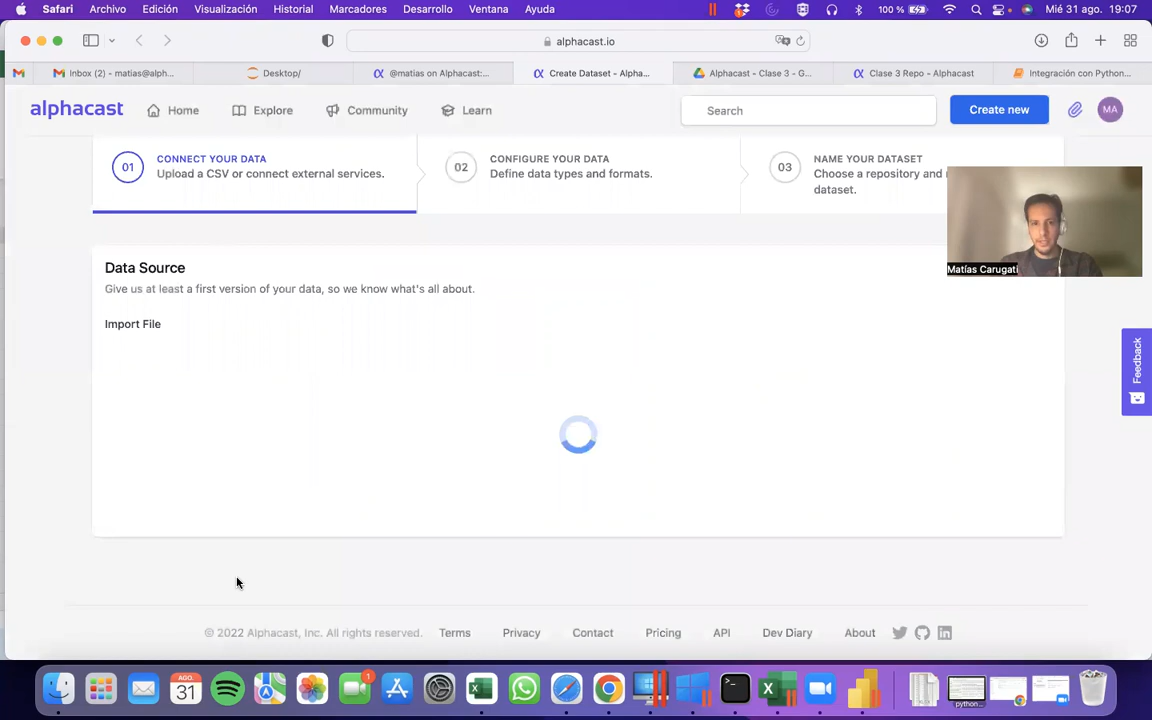 Safari Archivo Edición Visualización Historial Marcadores Desarrollo Ventana Ayuda 100 % Mié 31 ago. 19:07
alphacast.io
Inbox (2) - matias@alph... Desktop/ @matias on Alphacast:... Create Dataset - Alpha... Alphacast - Clase 3 - G... Clase 3 Repo - Alphacast Integración con Python...
alphacast Home Explore Community Learn Search Create new MA
01 CONNECT YOUR DATA
Upload a CSV or connect external services.
02 CONFIGURE YOUR DATA
Define data types and formats.
03 NAME YOUR DATASET
Choose a repository and
dataset.
Matías Carugati
Data Source
Give us at least a first version of your data, so we know what's all about.
Import File
Feedback
© 2022 Alphacast, Inc. All rights reserved. Terms Privacy Contact Pricing API Dev Diary About
AGO.
31
1
python...